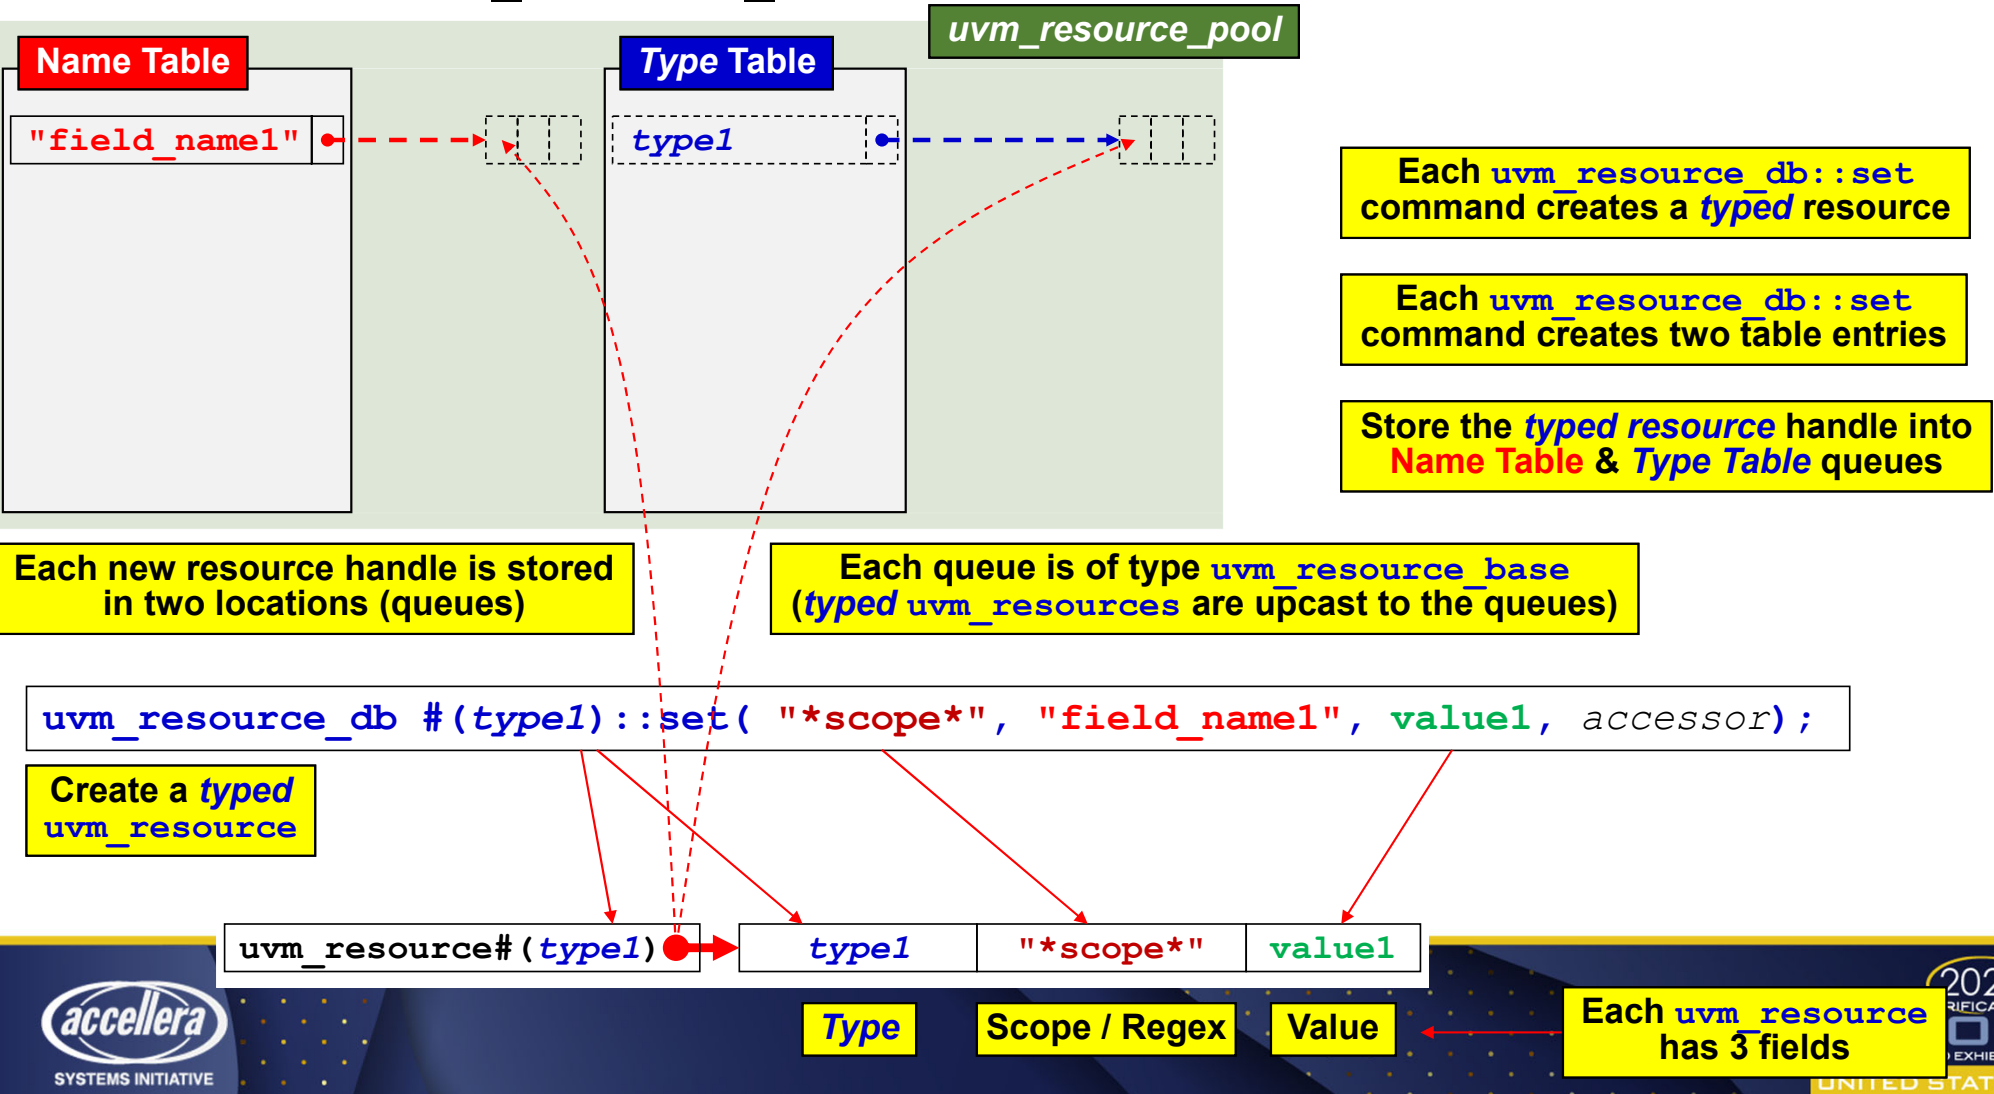 uvm_resource_pool
Name Table
Type Table
"field_name1"
type1
Each uvm_resource_db::set
command creates a typed resource
Each uvm_resource_db::set
command creates two table entries
Store the typed resource handle into
Name Table & Type Table queues
Each new resource handle is stored
in two locations (queues)
Each queue is of type uvm_resource_base
(typed uvm_resources are upcast to the queues)
uvm_resource_db #(type1)::set( "*scope*", "field_name1", value1, accessor);
Create a typed
uvm_resource
uvm_resource#(type1)
type1
"*scope*"
value1
Type
Scope / Regex
Value
Each uvm_resource
has 3 fields
accellera
SYSTEMS INITIATIVE